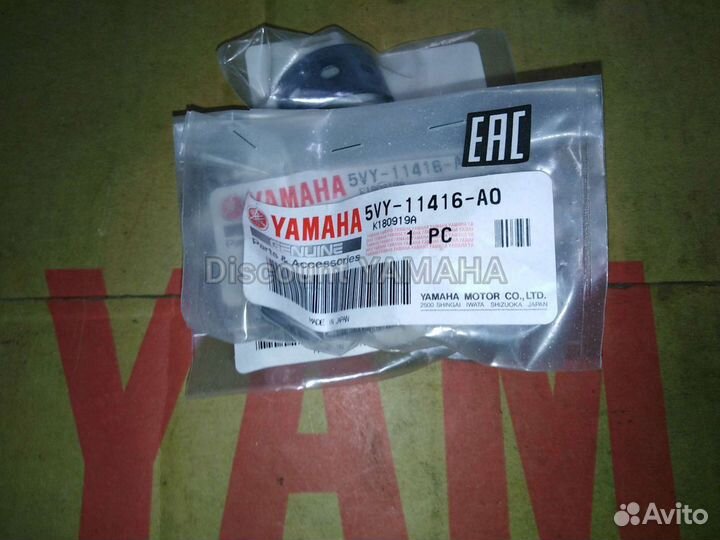 EAC
5VY-11416-A
YAMAHA
YAMAHA
5VY-11416-A0
K180919A
1 PC
GENUINE
Parts & Accessories
Discount YAMAHA
MADE IN JAPAN
YAMAHA MOTOR CO.,LTD.
2500 SHINGAI IWATA SHIZUOKA JAPAN
YAM
Avito